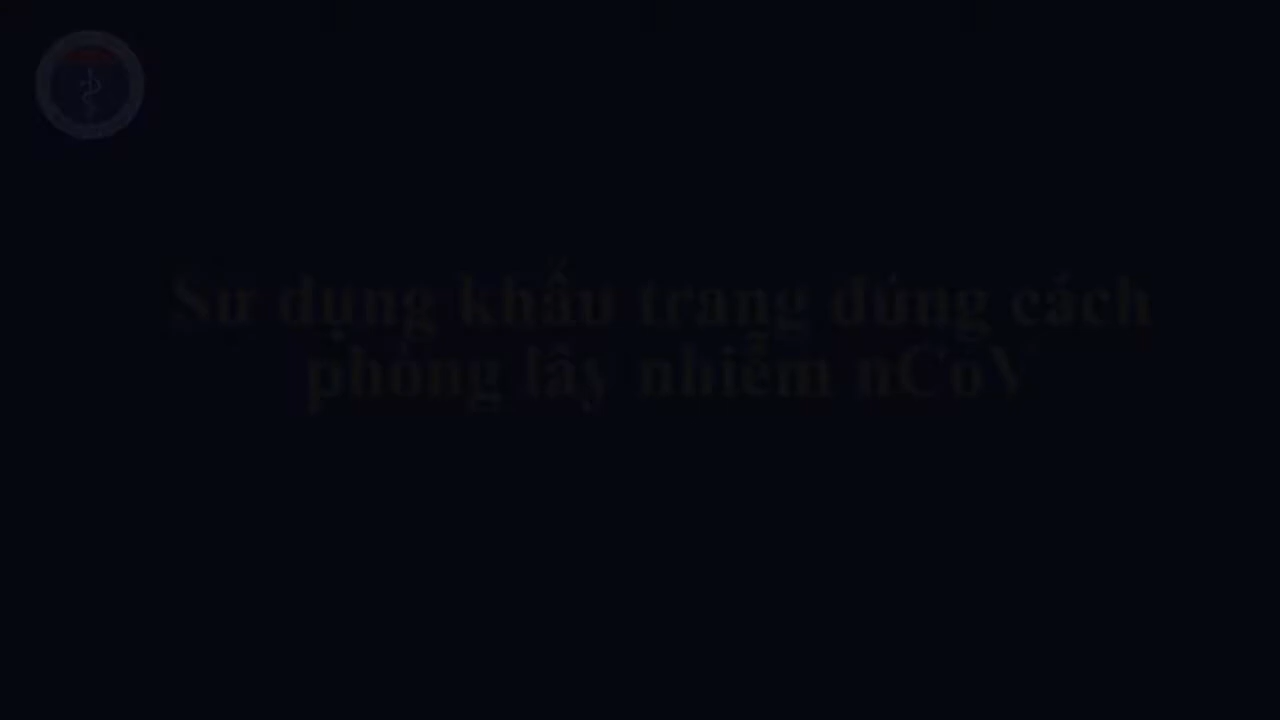 Sử dụng khẩu trang đúng cách
phòng lây nhiễm nCoV